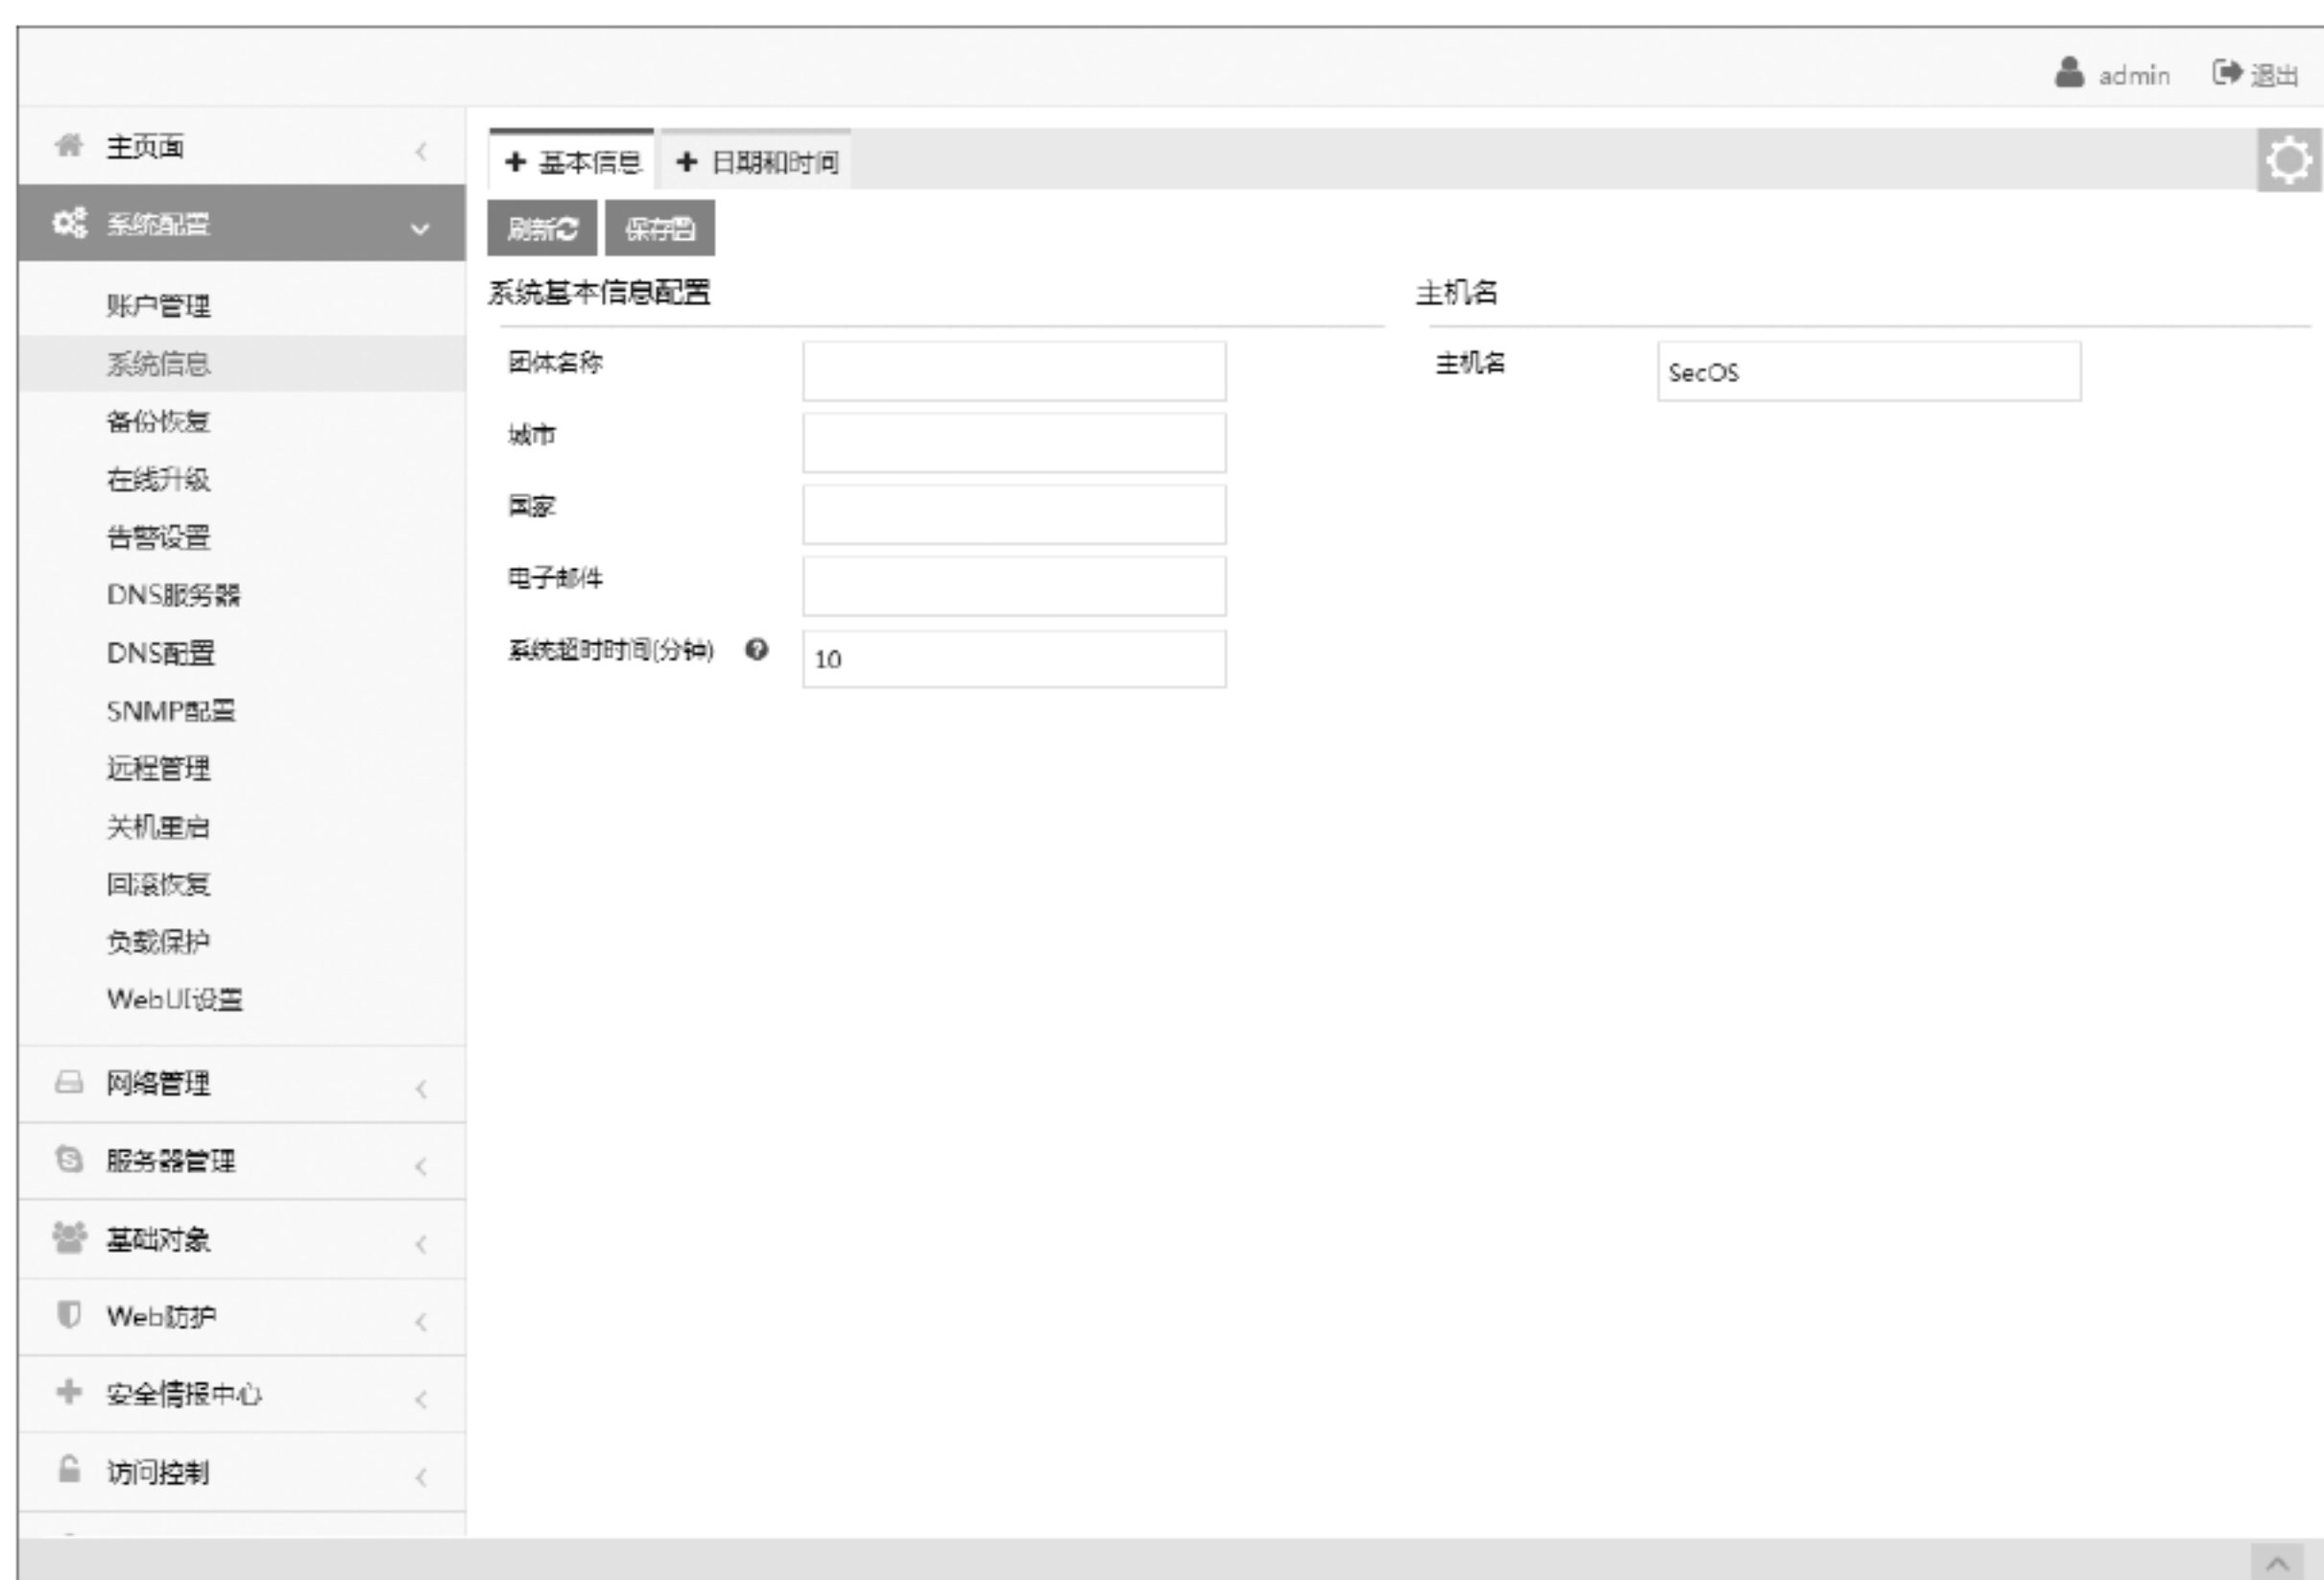 admin 退出
主页面
系统配置
账户管理
系统信息
备份恢复
在线升级
告警设置
DNS服务器
DNS配置
SNMP配置
远程管理
关机重启
回滚恢复
负载保护
WebUI设置
网络管理
服务器管理
基础对象
Web防护
安全情报中心
访问控制
基本信息 日期和时间
刷新 保存
系统基本信息配置
团体名称
城市
国家
电子邮件
系统超时时间(分钟) 10
主机名
主机名 SecOS